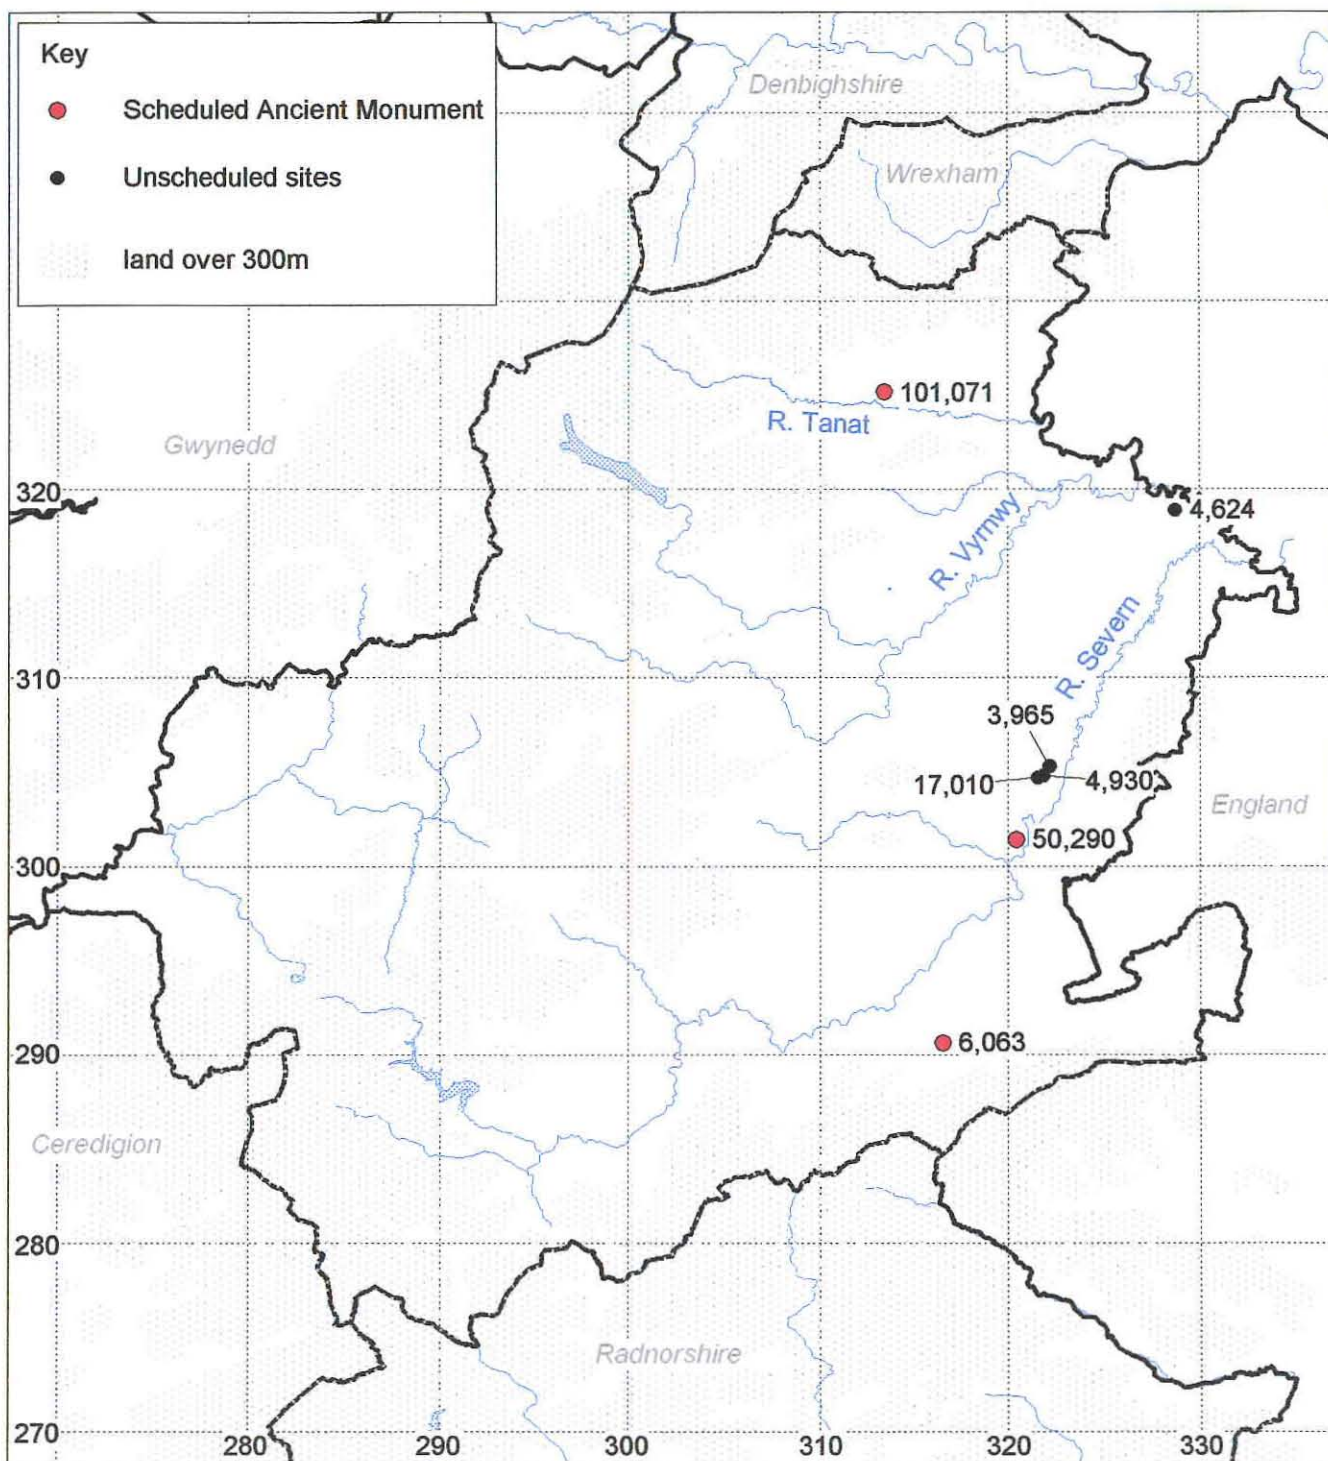 Key
Scheduled Ancient Monument
Unscheduled sites
land over 300m
Denbighshire
Wrexham
101,071
R. Tanat
Gwynedd
320
4,624
R. Vyrnwy
R. Severn
310
3,965
17,010
4,930
England
50,290
300
6,063
290
Ceredigion
280
Radnorshire
270
280
290
300
310
320
330